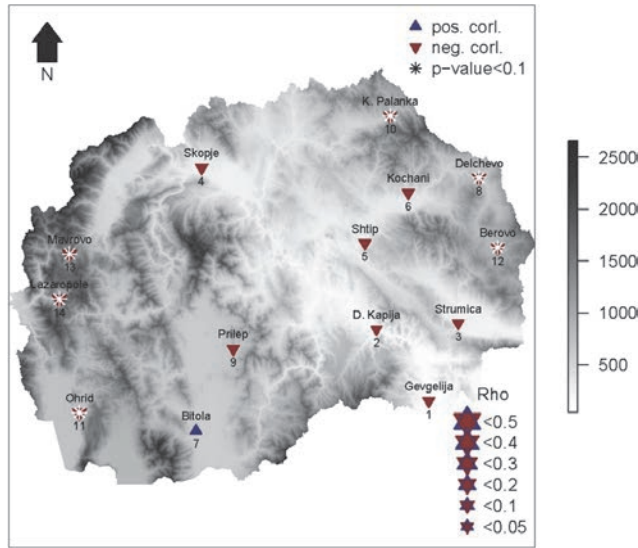 N
pos. corl.
neg. corl.
p-value<0.1
K. Palanka
10
Skopje
4
Delchevo
8
Kochani
6
Shtip
5
Berovo
12
Mavrovo
13
Lazaropole
14
D. Kapija
2
Strumica
3
Prilep
9
Ohrid
11
Bitola
7
Gevgelija
1
Rho
<0.5
<0.4
<0.3
<0.2
<0.1
<0.05
2500
2000
1500
1000
500